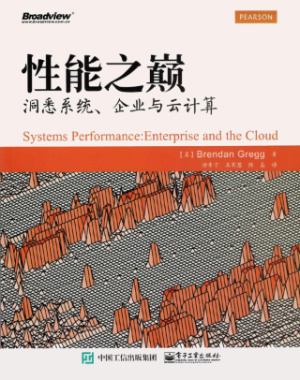 Broadview®
PEARSON
性能之巅
洞悉系统、企业与云计算
Systems Performance:Enterprise and the Cloud
[美] Brendan Gregg 著
译
中国工信出版集团
电子工业出版社